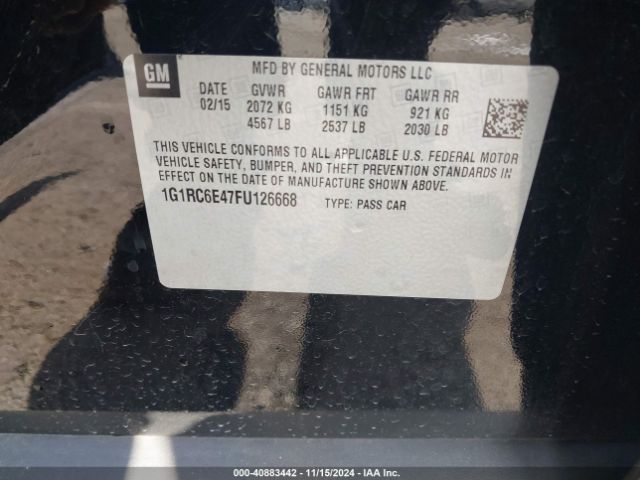 GM
MFD BY GENERAL MOTORS LLC
DATE GVWR GAWR FRT GAWR RR
02/15 2072 KG 1151 KG 921 KG
4567 LB 2537 LB 2030 LB
THIS VEHICLE CONFORMS TO ALL APPLICABLE U.S. FEDERAL MOTOR
VEHICLE SAFETY, BUMPER, AND THEFT PREVENTION STANDARDS IN
EFFECT ON THE DATE OF MANUFACTURE SHOWN ABOVE.
1G1RC6E47FU126668 TYPE: PASS CAR
000-40883442 - 11/15/2024 - IAA Inc.